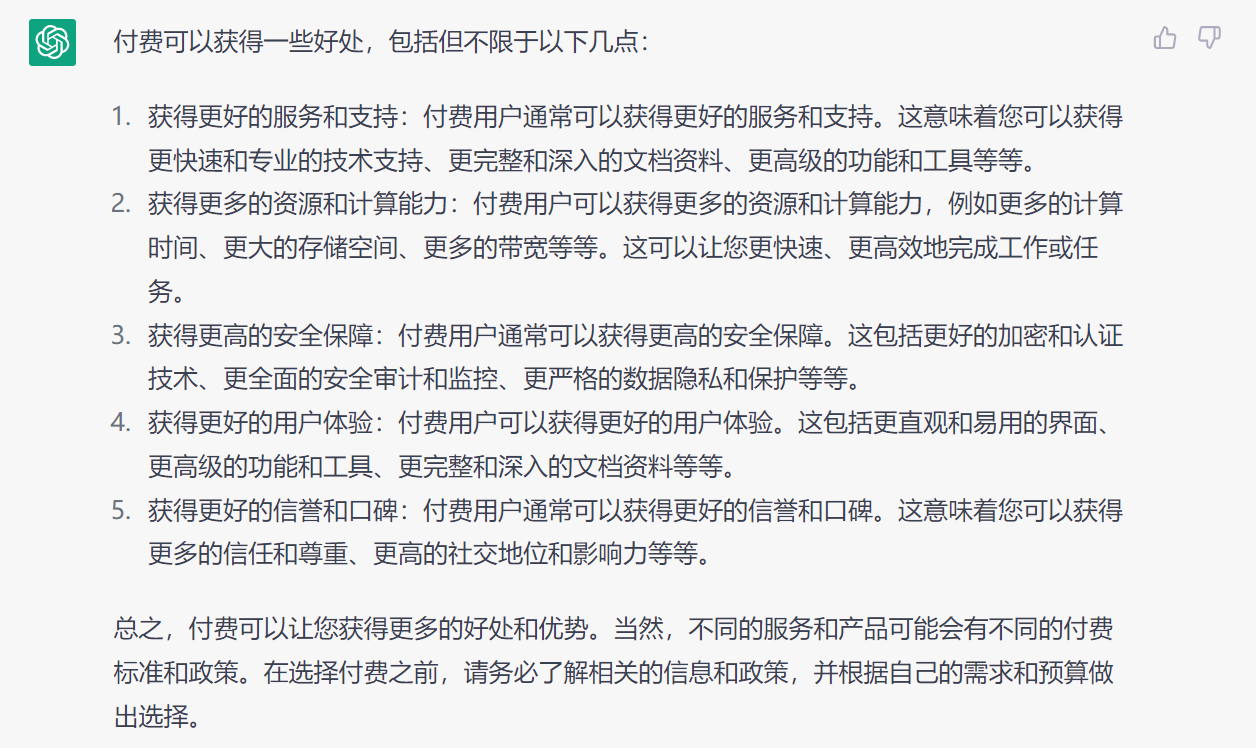 付费可以获得一些好处，包括但不限于以下几点：
1. 获得更好的服务和支持：付费用户通常可以获得更好的服务和支持。这意味着您可以获得
更快速和专业的技术支持、更完整和深入的文档资料、更高级的功能和工具等等。
2. 获得更多的资源和计算能力：付费用户可以获得更多的资源和计算能力，例如更多的计算
时间、更大的存储空间、更多的带宽等等。这可以让您更快速、更高效地完成工作或任
务。
3. 获得更高的安全保障：付费用户通常可以获得更高的安全保障。这包括更好的加密和认证
技术、更全面的安全审计和监控、更严格的数据隐私和保护等等。
4. 获得更好的用户体验：付费用户可以获得更好的用户体验。这包括更直观和易用的界面、
更高级的功能和工具、更完整和深入的文档资料等等。
5. 获得更好的信誉和口碑：付费用户通常可以获得更好的信誉和口碑。这意味着您可以获得
更多的信任和尊重、更高的社交地位和影响力等等。
总之，付费可以让您获得更多的好处和优势。当然，不同的服务和产品可能会有不同的付费
标准和政策。在选择付费之前，请务必了解相关的信息和政策，并根据自己的需求和预算做
出选择。